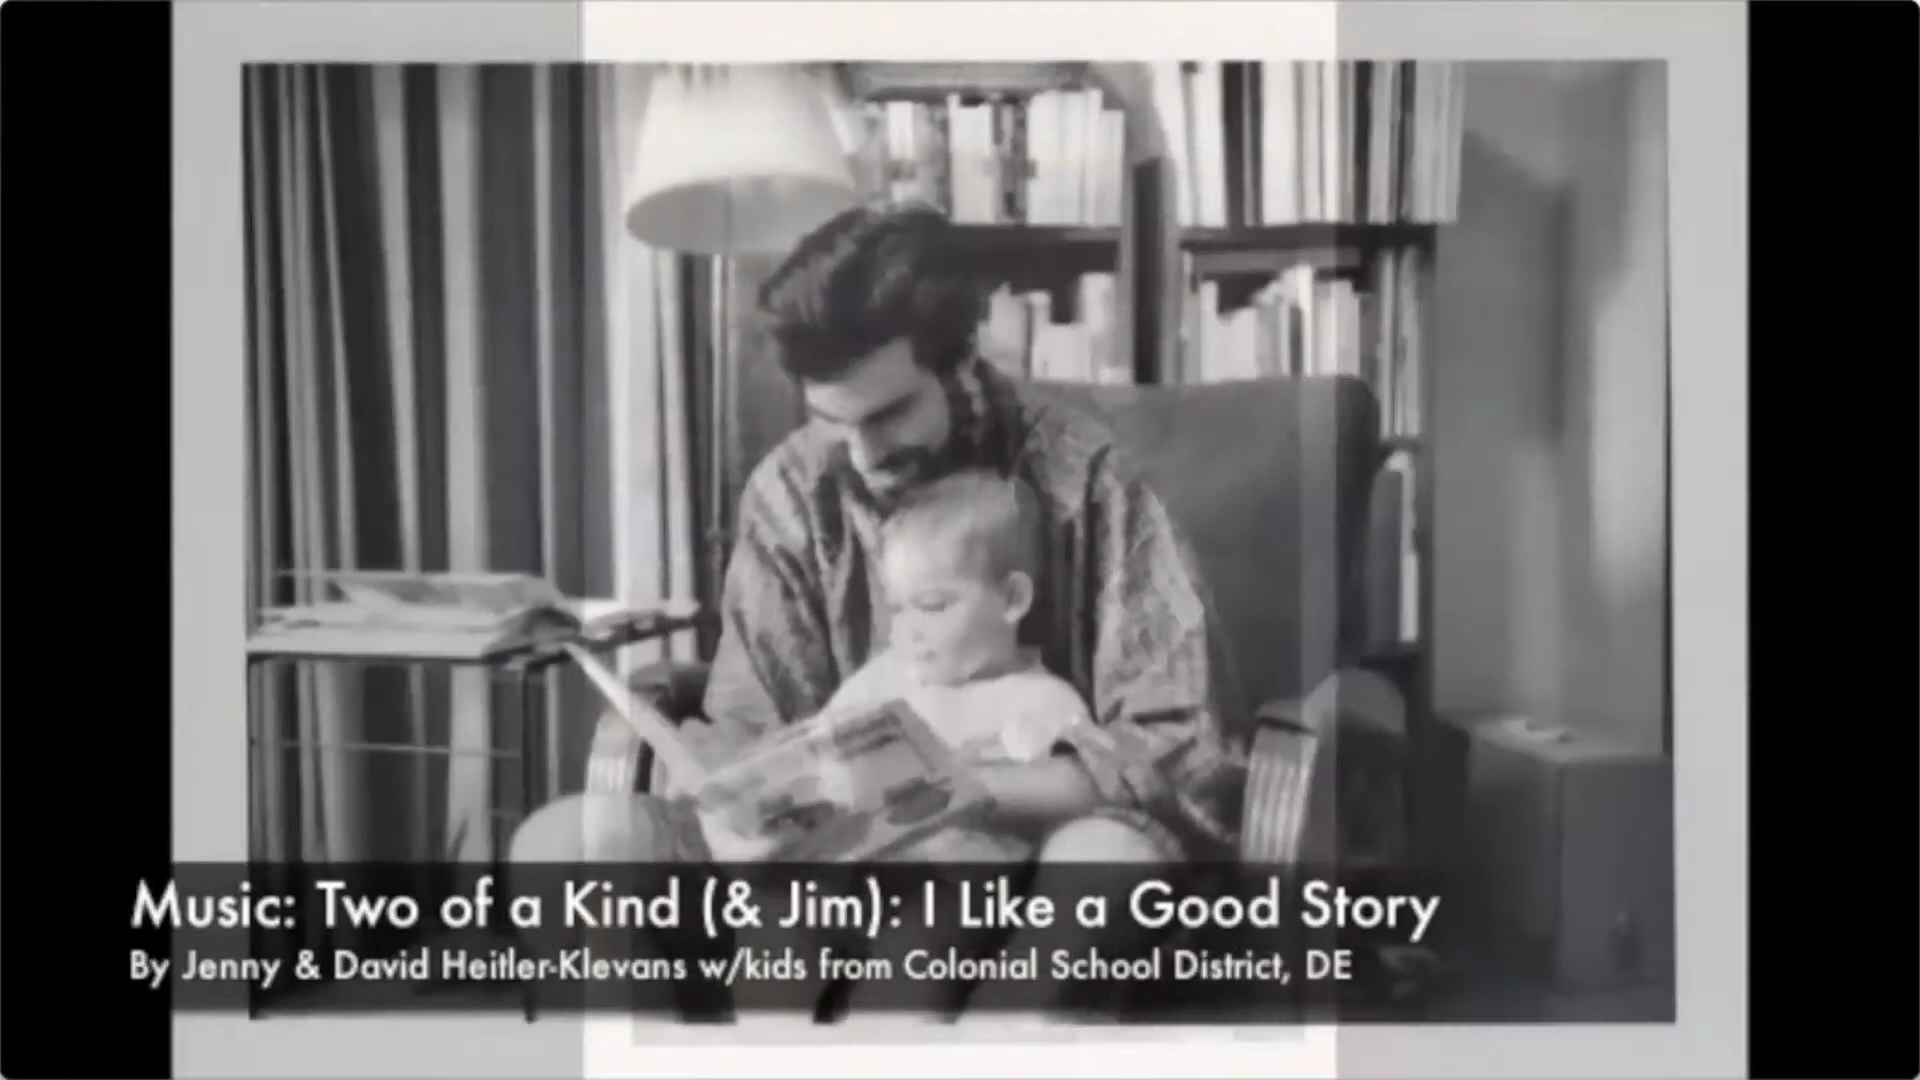 Music: Two of a Kind (& Jim): I Like a Good Story
By Jenny & David Heitler-Klevans w/kids from Colonial School District, DE